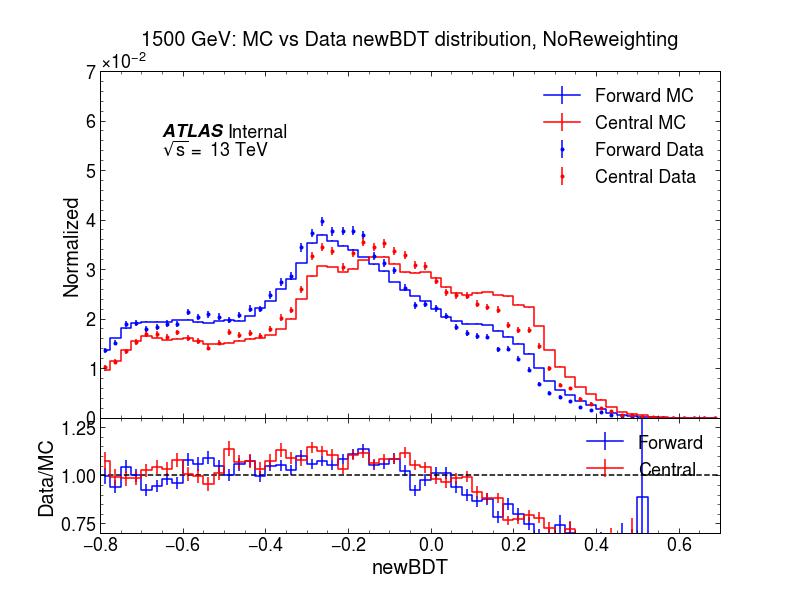 1500 GeV: MC vs Data newBDT distribution, NoReweighting
×10⁻²
7
6
5
4
3
2
1
0
Normalized
ATLAS Internal
√s = 13 TeV
Forward MC
Central MC
Forward Data
Central Data
1.25
1.00
0.75
Data/MC
Forward
Central
−0.8 −0.6 −0.4 −0.2 0.0 0.2 0.4 0.6
newBDT